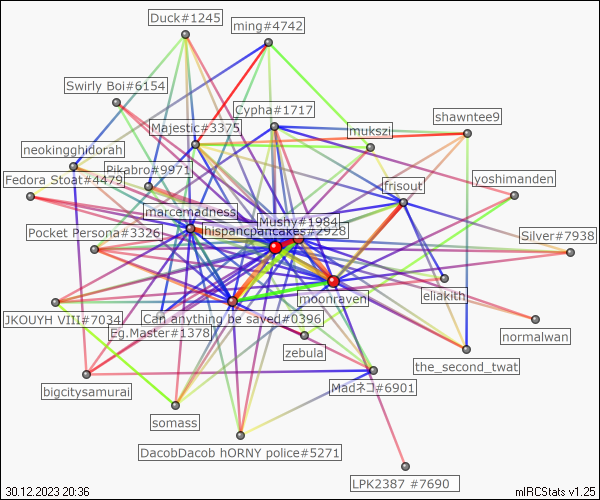 Duck#1245
ming#4742
Swirly Boi#6154
Cypha#1717
shawntee9
Majestic#3375
mukszi
neokingghidorah
Pikabro#9971
Fedora Stoat#4479
frisout
yoshimanden
marcemadness
Mushy#1984
Pocket Persona#3326
hispanicpancakes#2928
Silver#7938
eliakith
moonraven
JKOUYH VIII#7034
Can anything be saved#0396
Eg.Master#1378
normalwan
zebula
the_second_twat
MadネコI#6901
bigcitysamurai
somass
DacobDacob hORNY police#5271
LPK2387 #7690
30.12.2023 20:36
mIRCStats v1.25